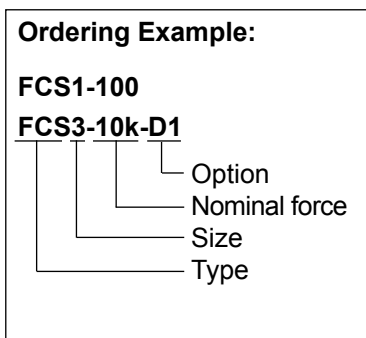 Ordering Example:
FCS1-100
FCS3-10k-D1
Option
Nominal force
Size
Type